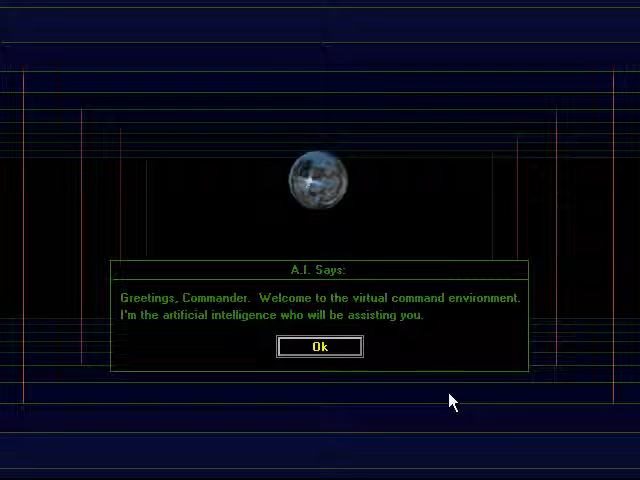 A.I. Says:
Greetings, Commander.  Welcome to the virtual command environment.
I'm the artificial intelligence who will be assisting you.
Ok